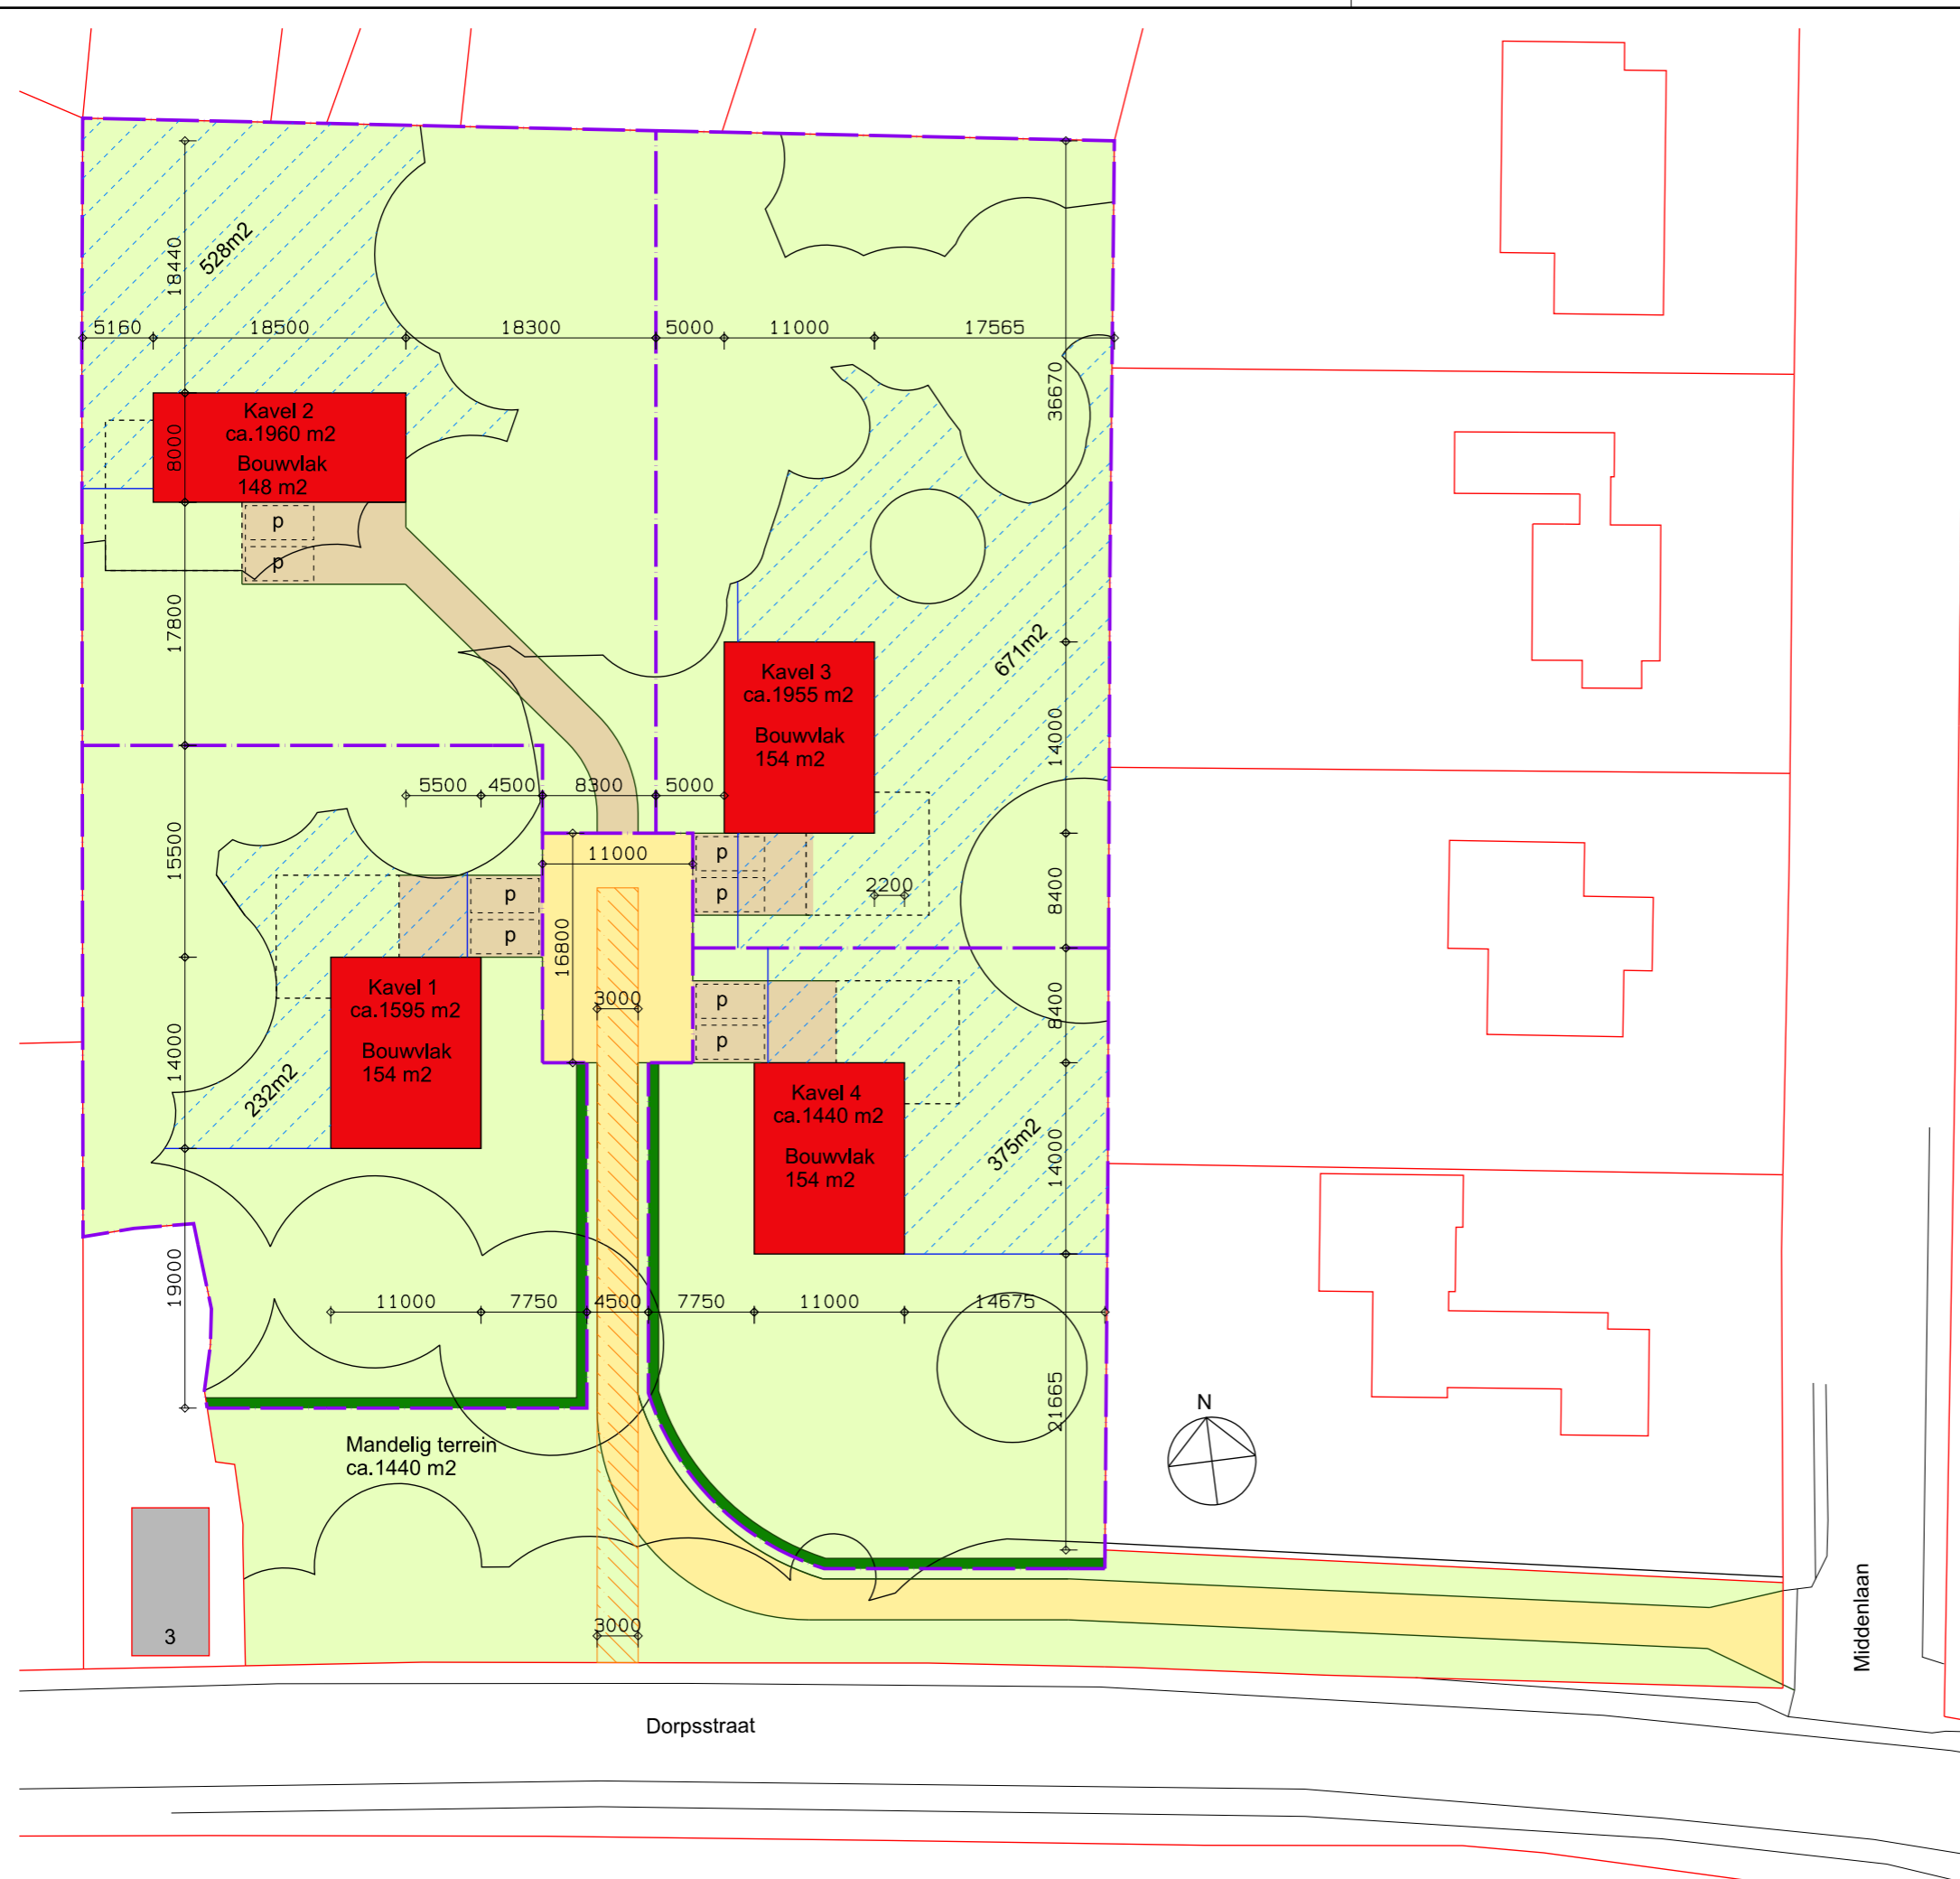 528m2
18440
5160
18500
18300
5000
11000
17565
36670
Kavel 2
ca.1960 m2
Bouwvlak
148 m2
8000
p
p
17800
671m2
Kavel 3
ca.1955 m2
Bouwvlak
154 m2
14000
5500
4500
8300
5000
15500
11000
p
p
2200
8400
p
p
16800
Kavel 1
ca.1595 m2
Bouwvlak
154 m2
14000
232m2
3000
p
p
8400
Kavel 4
ca.1440 m2
Bouwvlak
154 m2
375m2
14000
19000
11000
7750
4500
7750
11000
14675
21665
N
Mandelig terrein
ca.1440 m2
3
3000
Middenlaan
Dorpsstraat